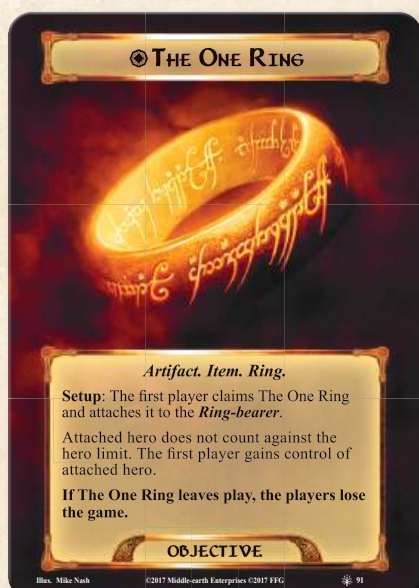 THE ONE RING
Artifact. Item. Ring.
Setup: The first player claims The One Ring
and attaches it to the Ring-bearer.
Attached hero does not count against the
hero limit. The first player gains control of
attached hero.
If The One Ring leaves play, the players lose
the game.
OBJECTIVE
Illus. Mike Nash ©2017 Middle-earth Enterprises ©2017 FFG 91